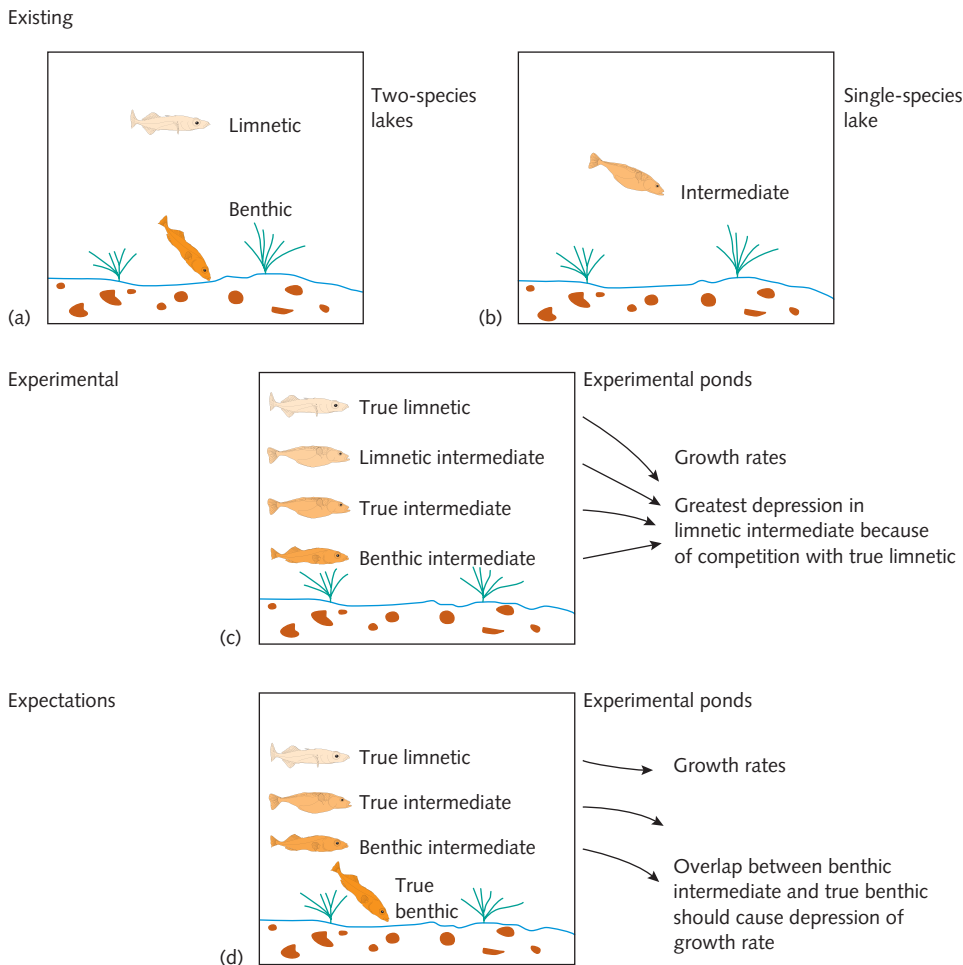 Existing
Two-species
lakes
Limnetic
Benthic
(a)
Single-species
lake
Intermediate
(b)
Experimental
Experimental ponds
True limnetic
Limnetic intermediate
True intermediate
Benthic intermediate
Growth rates
Greatest depression in
limnetic intermediate because
of competition with true limnetic
(c)
Expectations
Experimental ponds
True limnetic
True intermediate
Benthic intermediate
True
benthic
Growth rates
Overlap between benthic
intermediate and true benthic
should cause depression of
growth rate
(d)